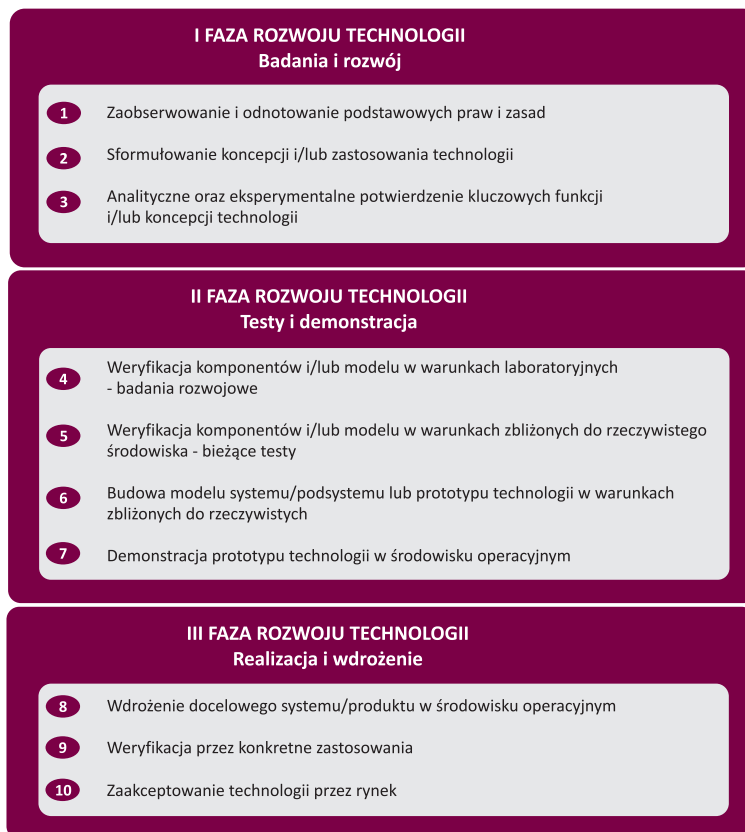 I FAZA ROZWOJU TECHNOLOGII
Badania i rozwój
1 Zaobserwowanie i odnotowanie podstawowych praw i zasad
2 Sformułowanie koncepcji i/lub zastosowania technologii
3 Analityczne oraz eksperymentalne potwierdzenie kluczowych funkcji
i/lub koncepcji technologii
II FAZA ROZWOJU TECHNOLOGII
Testy i demonstracja
4 Weryfikacja komponentów i/lub modelu w warunkach laboratoryjnych
- badania rozwojowe
5 Weryfikacja komponentów i/lub modelu w warunkach zbliżonych do rzeczywistego
środowiska - bieżące testy
6 Budowa modelu systemu/podsystemu lub prototypu technologii w warunkach
zbliżonych do rzeczywistych
7 Demonstracja prototypu technologii w środowisku operacyjnym
III FAZA ROZWOJU TECHNOLOGII
Realizacja i wdrożenie
8 Wdrożenie docelowego systemu/produktu w środowisku operacyjnym
9 Weryfikacja przez konkretne zastosowania
10 Zaakceptowanie technologii przez rynek